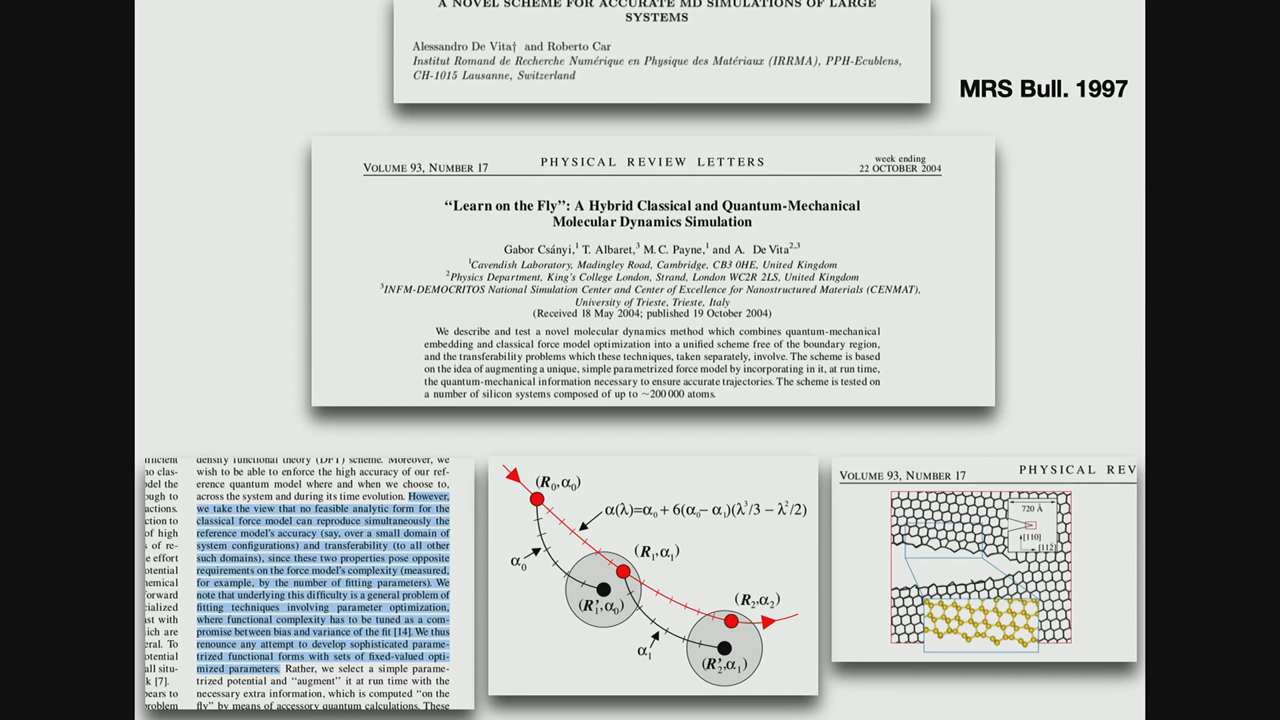 A NOVEL SCHEME FOR ACCURATE MD SIMULATIONS OF LARGE
SYSTEMS
Alessandro De Vita† and Roberto Car
Institut Romand de Recherche Numérique en Physique des Matériaux (IRRMA), PPH-Ecublens,
CH-1015 Lausanne, Switzerland
MRS Bull. 1997
VOLUME 93, NUMBER 17
PHYSICAL REVIEW LETTERS
week ending
22 OCTOBER 2004
“Learn on the Fly”: A Hybrid Classical and Quantum-Mechanical
Molecular Dynamics Simulation
Gabor Csányi,1 T. Albaret,3 M. C. Payne,1 and A. De Vita2,3
1Cavendish Laboratory, Madingley Road, Cambridge, CB3 0HE, United Kingdom
2Physics Department, King’s College London, Strand, London WC2R 2LS, United Kingdom
3INFM-DEMOCRITOS National Simulation Center and Center of Excellence for Nanostructured Materials (CENMAT),
University of Trieste, Trieste, Italy
(Received 18 May 2004; published 19 October 2004)
We describe and test a novel molecular dynamics method which combines quantum-mechanical
embedding and classical force model optimization into a unified scheme free of the boundary region,
and the transferability problems which these techniques, taken separately, involve. The scheme is based
on the idea of augmenting a unique, simple parametrized force model by incorporating in it, at run time,
the quantum-mechanical information necessary to ensure accurate trajectories. The scheme is tested on
a number of silicon systems composed of up to ~200 000 atoms.
density functional theory (DFT) scheme. Moreover, we
wish to be able to enforce the high accuracy of our ref-
erence quantum model where and when we choose to,
across the system and during its time evolution. However,
we take the view that no feasible analytic form for the
classical force model can reproduce simultaneously the
reference model’s accuracy (say, over a small domain of
system configurations) and transferability (to all other
such domains), since these two properties pose opposite
requirements on the force model’s complexity (measured,
for example, by the number of fitting parameters). We
note that underlying this difficulty is a general problem of
fitting techniques involving parameter optimization,
where functional complexity has to be tuned as a com-
promise between bias and variance of the fit [14]. We thus
renounce any attempt to develop sophisticated parame-
trized functional forms with sets of fixed-valued opti-
mized parameters. Rather, we select a simple parame-
trized potential and “augment” it at run time with the
necessary extra information, which is computed “on the
fly” by means of accessory quantum calculations. These
(R0,α0)
α(λ)=α0 + 6(α0− α1)(λ3/3 − λ2/2)
(R1,α1)
α0
(R'1,α0)
(R2,α2)
α1
(R'2,α1)
VOLUME 93, NUMBER 17
PHYSICAL REV
720 Å
[110]
[112]